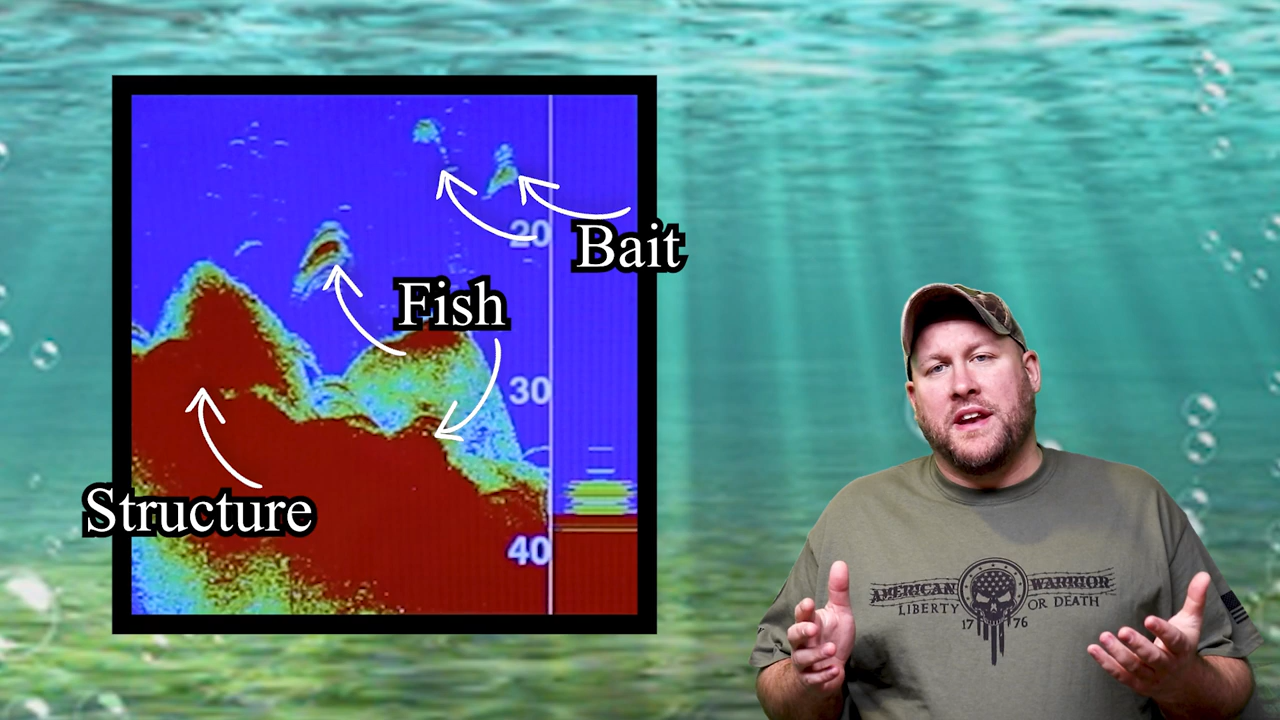 20
Bait
Fish
30
Structure
40
AMERICAN WARRIOR
LIBERTY OR DEATH
17 76